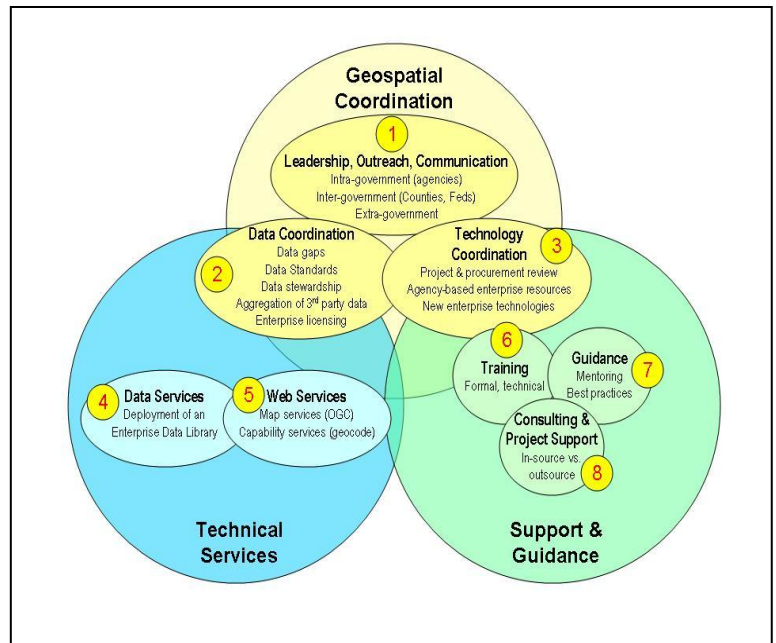 Geospatial
Coordination
1
Leadership, Outreach, Communication
Intra-government (agencies)
Inter-government (Counties, Feds)
Extra-government
2
Data Coordination
Data gaps
Data Standards
Data stewardship
Aggregation of 3rd party data
Enterprise licensing
3
Technology
Coordination
Project & procurement review
Agency-based enterprise resources
New enterprise technologies
4
Data Services
Deployment of an
Enterprise Data Library
5
Web Services
Map services (OGC)
Capability services (geocode)
6
Training
Formal, technical
7
Guidance
Mentoring
Best practices
Consulting &
Project Support
In-source vs.
outsource
8
Technical
Services
Support &
Guidance